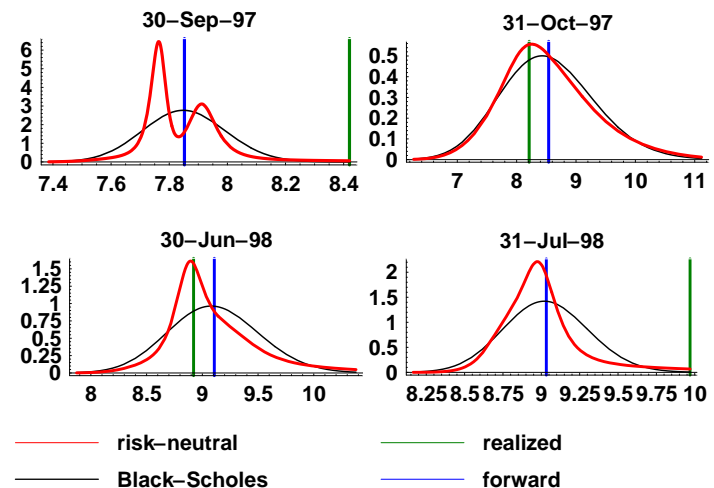 30−Sep−97
6
5
4
3
2
1
0
7.4 7.6 7.8 8 8.2 8.4
31−Oct−97
0.5
0.4
0.3
0.2
0.1
0
7 8 9 10 11
30−Jun−98
1.5
1.25
1
0.75
0.5
0.25
0
8 8.5 9 9.5 10
31−Jul−98
2
1.5
1
0.5
0
8.25 8.5 8.75 9 9.25 9.5 9.75 10
risk−neutral
realized
Black−Scholes
forward